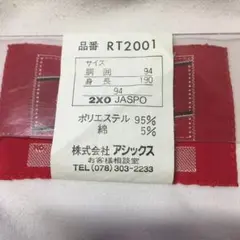 品番 RT2001
サイズ
胴囲 94
身長 190
94
2XO JASPO
ポリエステル 95%
綿 5%
株式会社 アシックス
お客様相談室
TEL(078)303-2233